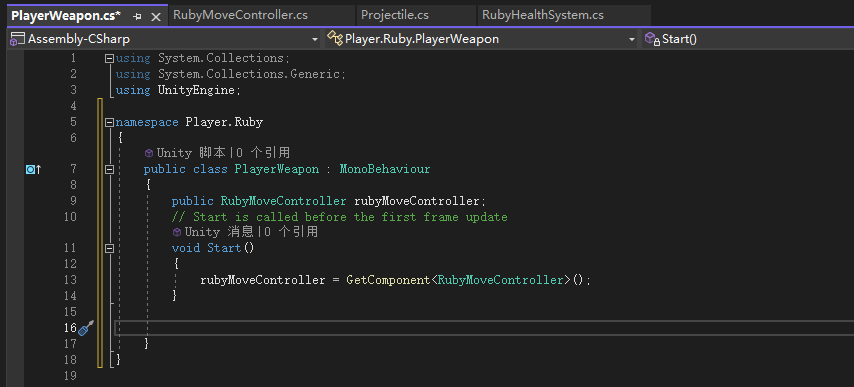 PlayerWeapon.cs* RubyMoveController.cs Projectile.cs RubyHealthSystem.cs
Assembly-CSharp Player.Ruby.PlayerWeapon Start()
1 using System.Collections;
2 using System.Collections.Generic;
3 using UnityEngine;
4
5 namespace Player.Ruby
6 {
Unity 脚本|0 个引用
7 public class PlayerWeapon : MonoBehaviour
8 {
9 public RubyMoveController rubyMoveController;
10 // Start is called before the first frame update
Unity 消息|0 个引用
11 void Start()
12 {
13 rubyMoveController = GetComponent<RubyMoveController>();
14 }
15
16
17 }
18 }
19